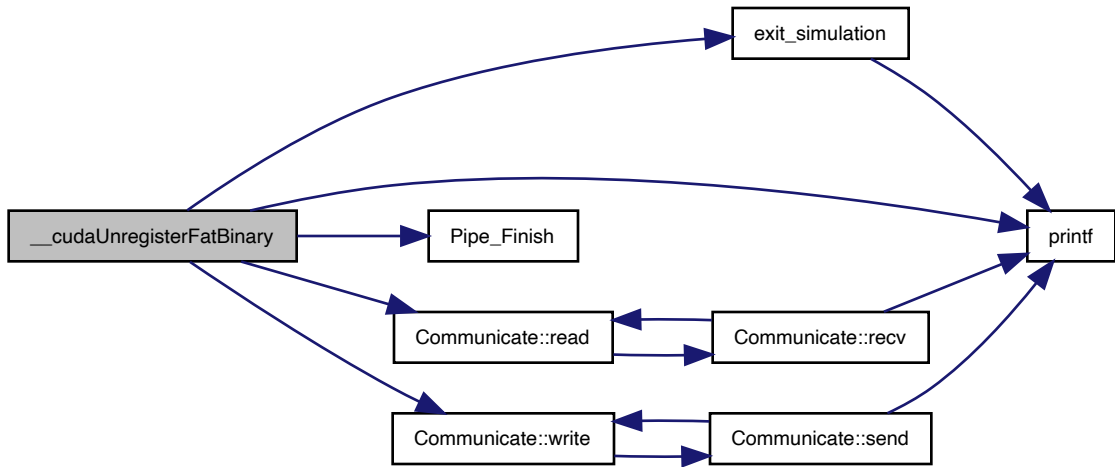 exit_simulation
__cudaUnregisterFatBinary
Pipe_Finish
printf
Communicate::read
Communicate::recv
Communicate::write
Communicate::send